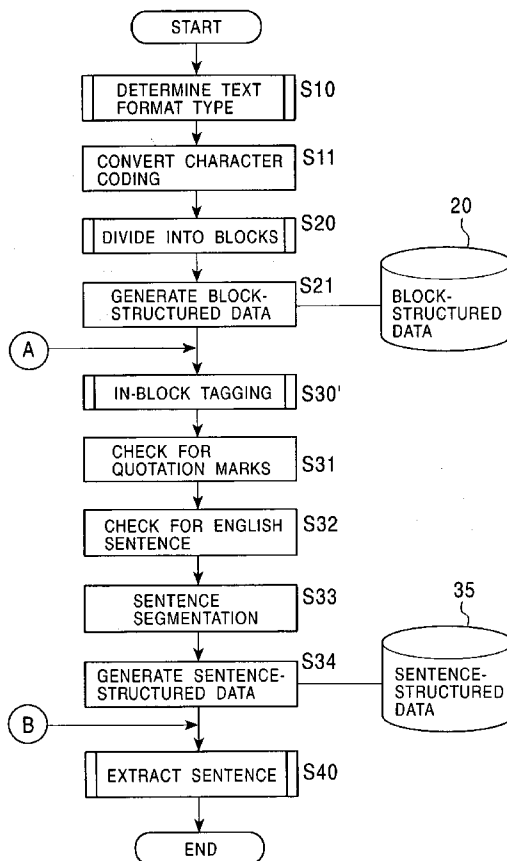 START
DETERMINE TEXT
FORMAT TYPE
S10
CONVERT CHARACTER
CODING
S11
DIVIDE INTO BLOCKS
S20
GENERATE BLOCK-
STRUCTURED DATA
S21
20
BLOCK-
STRUCTURED
DATA
A
IN-BLOCK TAGGING
S30'
CHECK FOR
QUOTATION MARKS
S31
CHECK FOR ENGLISH
SENTENCE
S32
SENTENCE
SEGMENTATION
S33
GENERATE SENTENCE-
STRUCTURED DATA
S34
35
SENTENCE-
STRUCTURED
DATA
B
EXTRACT SENTENCE
S40
END